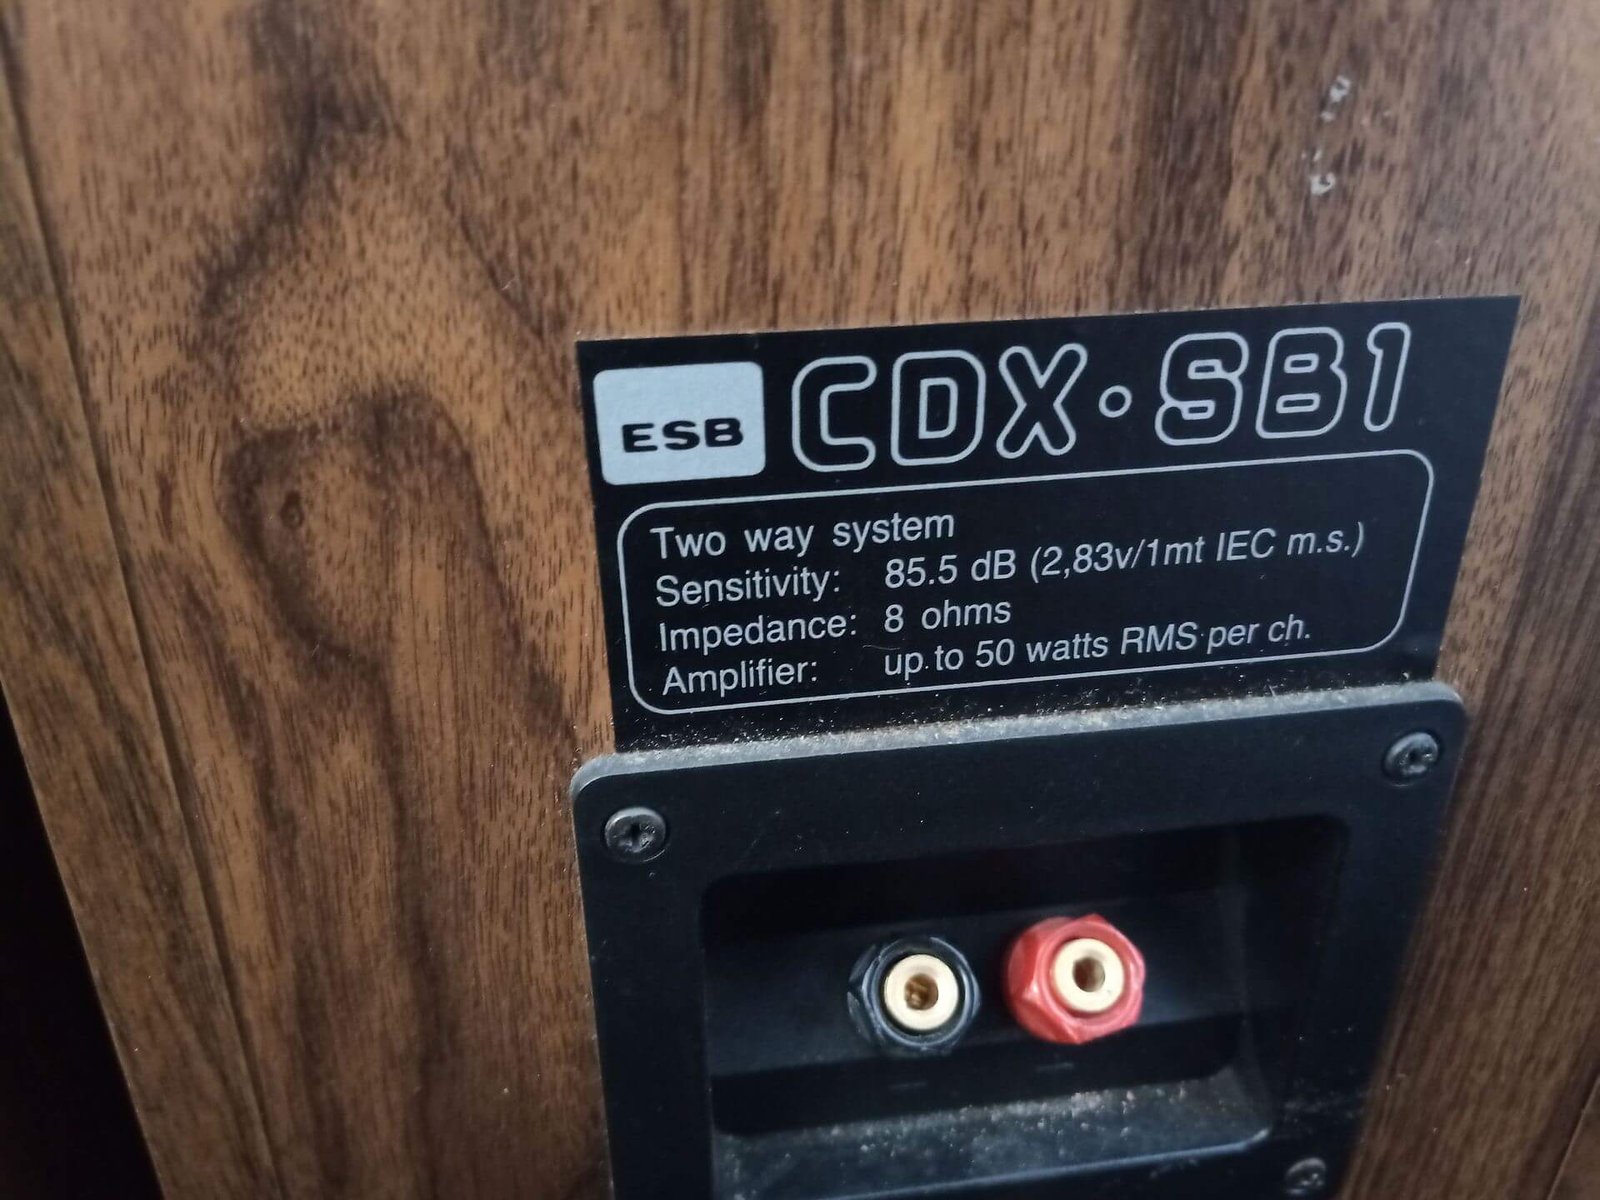 ESB CDX·SB1
Two way system
Sensitivity: 85.5 dB (2,83v/1mt IEC m.s.)
Impedance: 8 ohms
Amplifier: up to 50 watts RMS per ch.